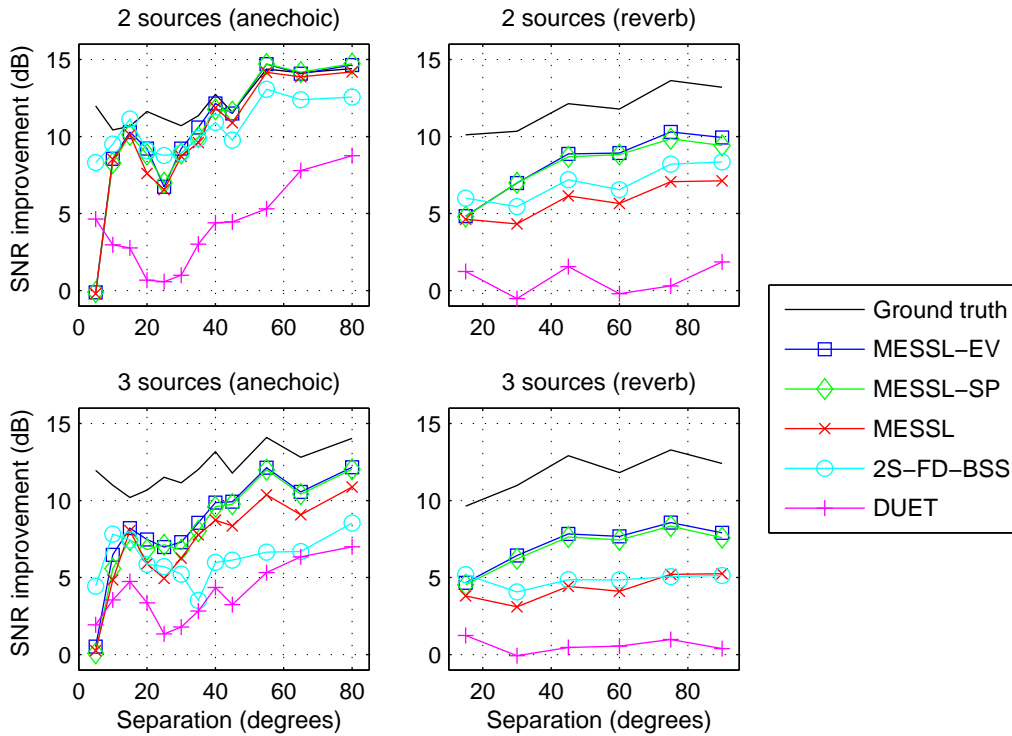 2 sources (anechoic)
2 sources (reverb)
SNR improvement (dB)
15
10
5
0
0 20 40 60 80
15
10
5
0
20 40 60 80
3 sources (anechoic)
3 sources (reverb)
SNR improvement (dB)
15
10
5
0
0 20 40 60 80
Separation (degrees)
15
10
5
0
20 40 60 80
Separation (degrees)
Ground truth
MESSL−EV
MESSL−SP
MESSL
2S−FD−BSS
DUET